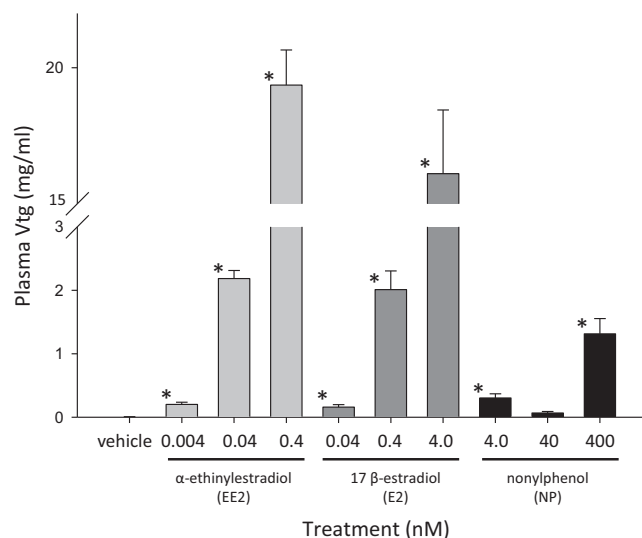 20
15
3
2
1
0
Plasma Vtg (mg/ml)
*
*
*
*
*
*
*
*
vehicle 0.004 0.04 0.4 0.04 0.4 4.0 4.0 40 400
α-ethinylestradiol 17 β-estradiol nonylphenol
(EE2) (E2) (NP)
Treatment (nM)